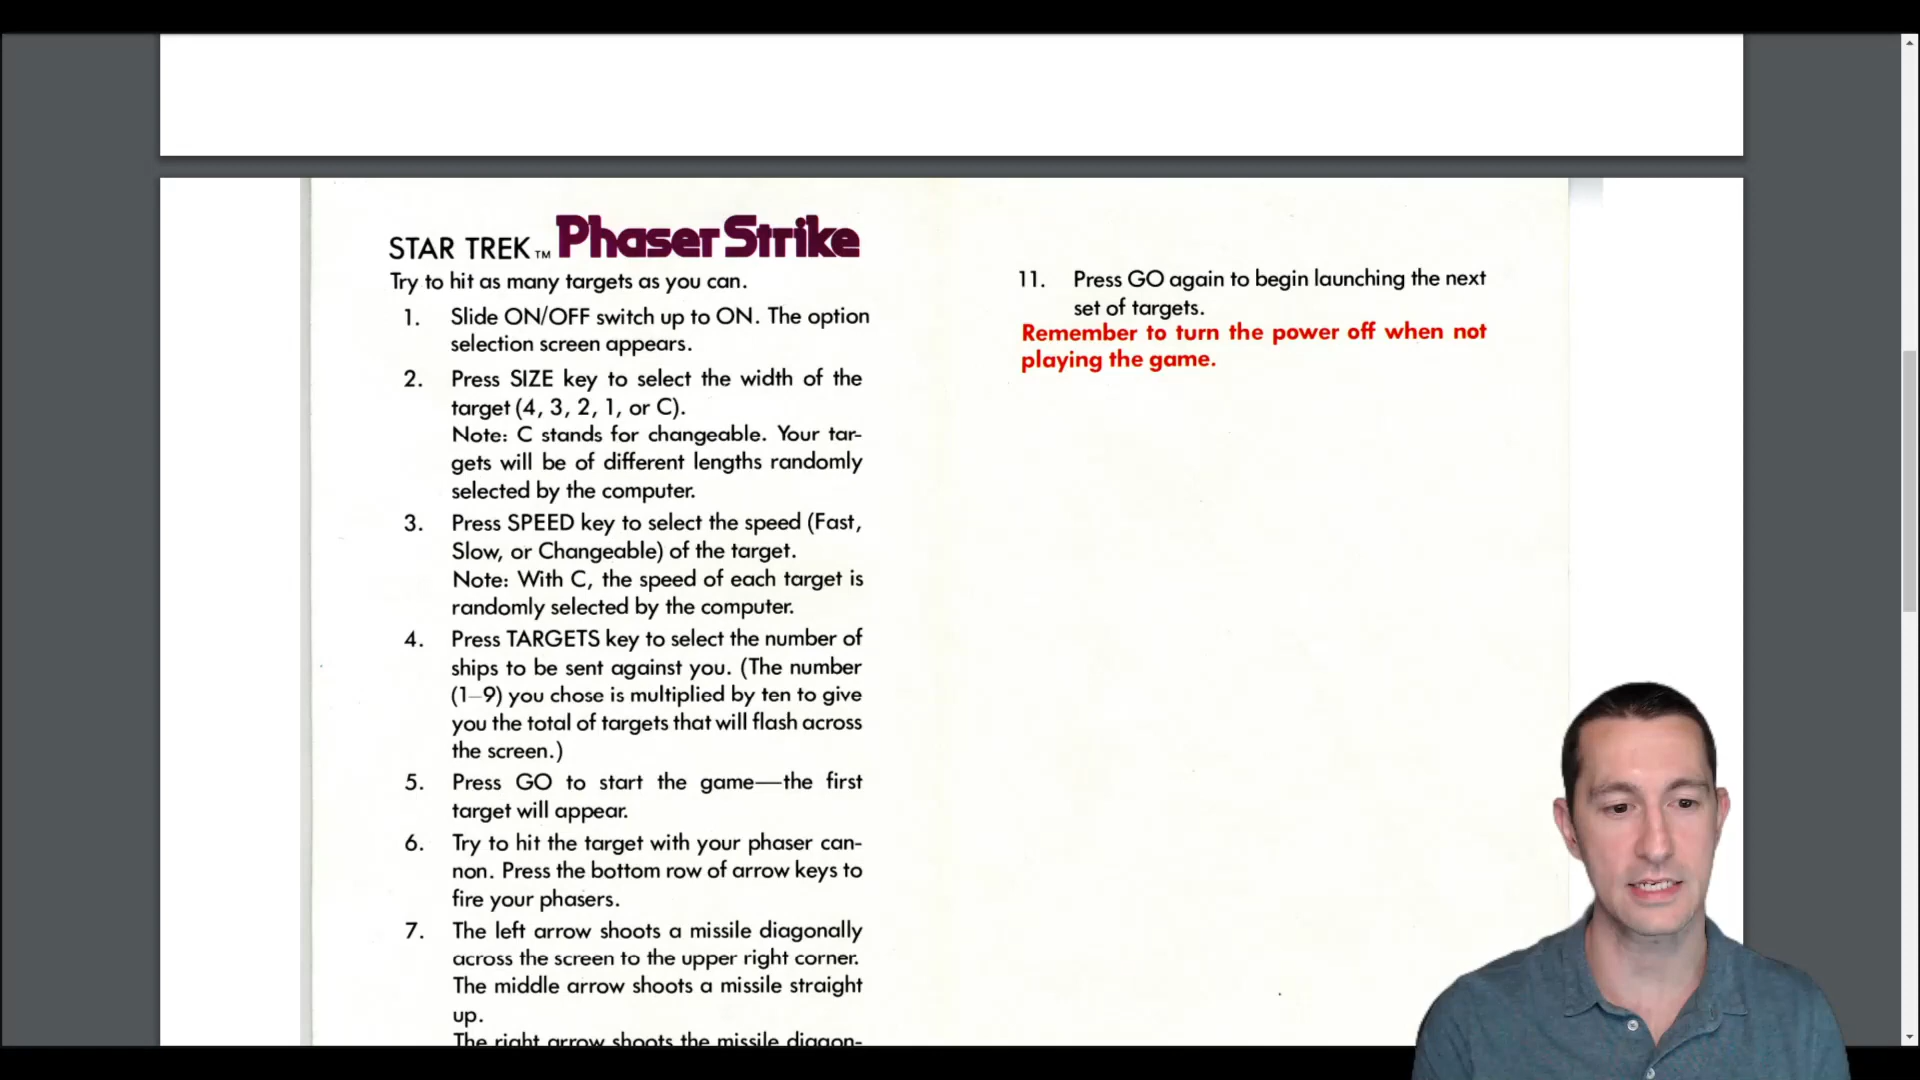 STAR TREK™ Phaser Strike
Try to hit as many targets as you can.
1. Slide ON/OFF switch up to ON. The option
selection screen appears.
2. Press SIZE key to select the width of the
target (4, 3, 2, 1, or C).
Note: C stands for changeable. Your tar-
gets will be of different lengths randomly
selected by the computer.
3. Press SPEED key to select the speed (Fast,
Slow, or Changeable) of the target.
Note: With C, the speed of each target is
randomly selected by the computer.
4. Press TARGETS key to select the number of
ships to be sent against you. (The number
(1–9) you chose is multiplied by ten to give
you the total of targets that will flash across
the screen.)
5. Press GO to start the game—the first
target will appear.
6. Try to hit the target with your phaser can-
non. Press the bottom row of arrow keys to
fire your phasers.
7. The left arrow shoots a missile diagonally
across the screen to the upper right corner.
The middle arrow shoots a missile straight
up.
The right arrow shoots the missile diagon-
11. Press GO again to begin launching the next
set of targets.
Remember to turn the power off when not
playing the game.